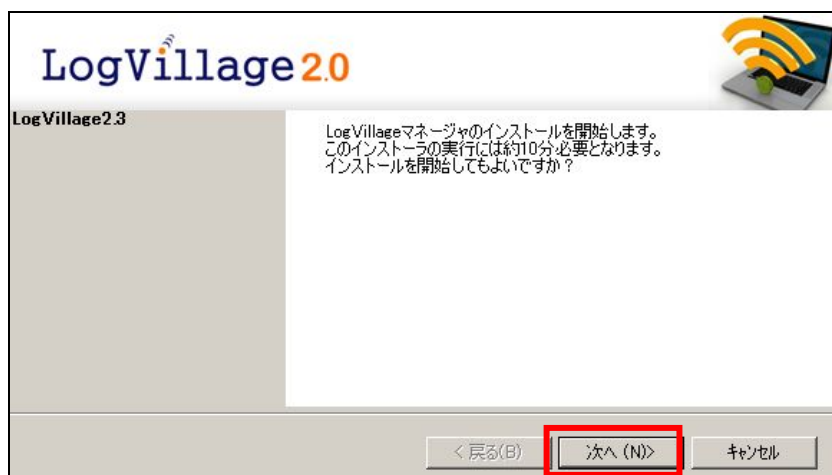 LogVillage 2.0
LogVillage2.3
LogVillageマネージャのインストールを開始します。
このインストーラの実行には約10分必要となります。
インストールを開始してもよいですか？
< 戻る(B)
次へ (N)>
キャンセル